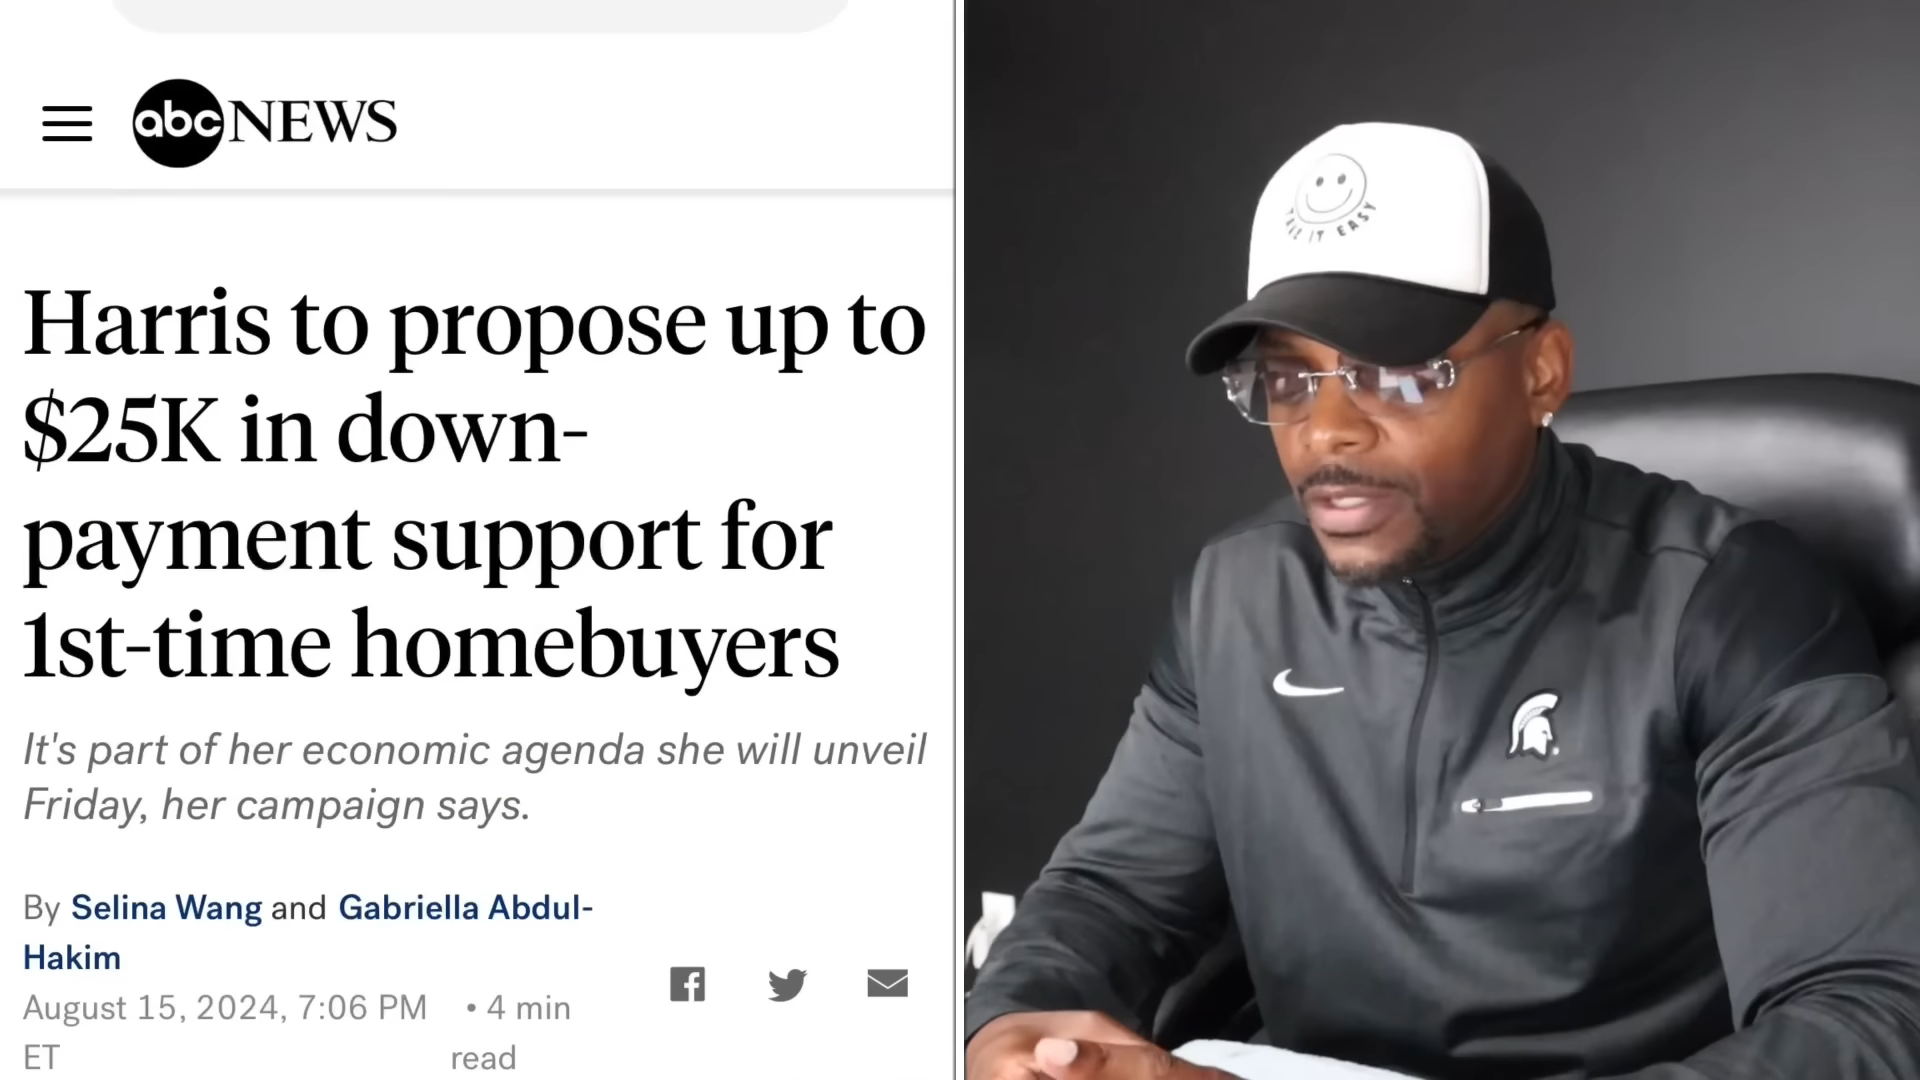 abc NEWS
Harris to propose up to
$25K in down-
payment support for
1st-time homebuyers
It's part of her economic agenda she will unveil
Friday, her campaign says.
By Selina Wang and Gabriella Abdul-
Hakim
August 15, 2024, 7:06 PM • 4 min
ET read
IT EASY